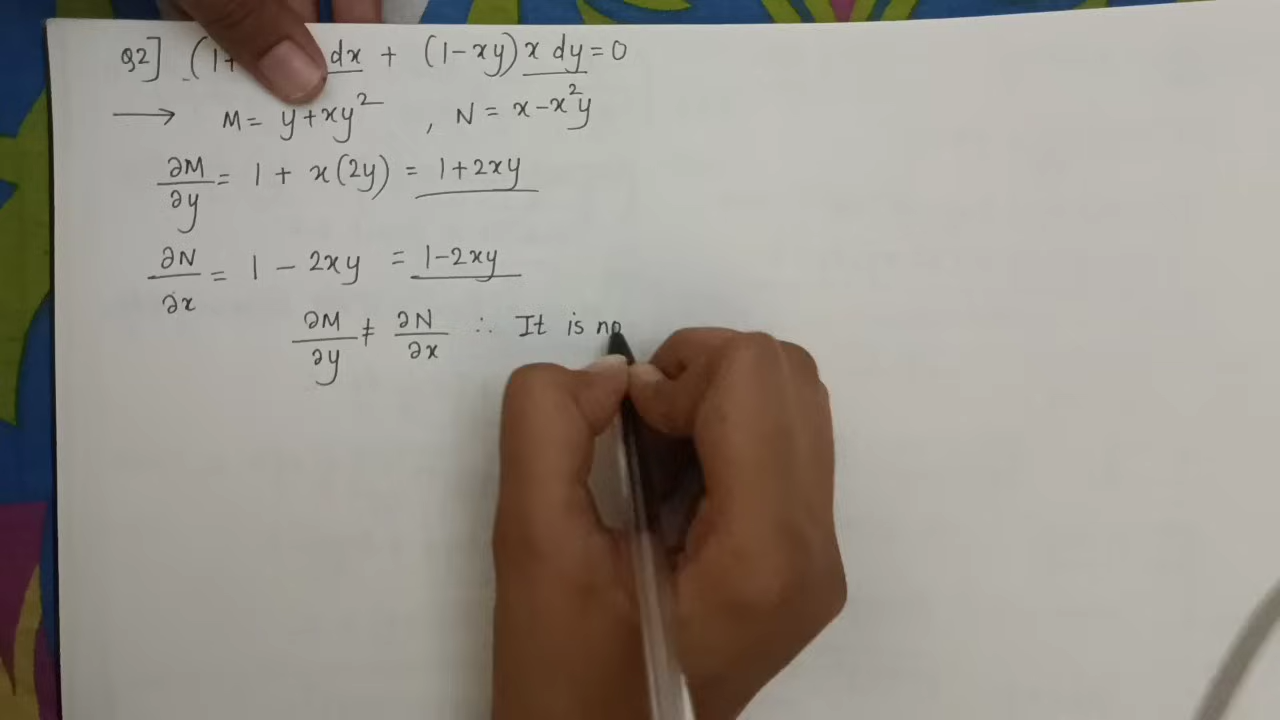 Q2] (1+ dx + (1-xy) x dy = 0
→ M = y+xy² , N = x-x²y
∂M/∂y = 1 + x(2y) = 1+2xy
∂N/∂x = 1 - 2xy = 1-2xy
∂M/∂y ≠ ∂N/∂x ∴ It is no